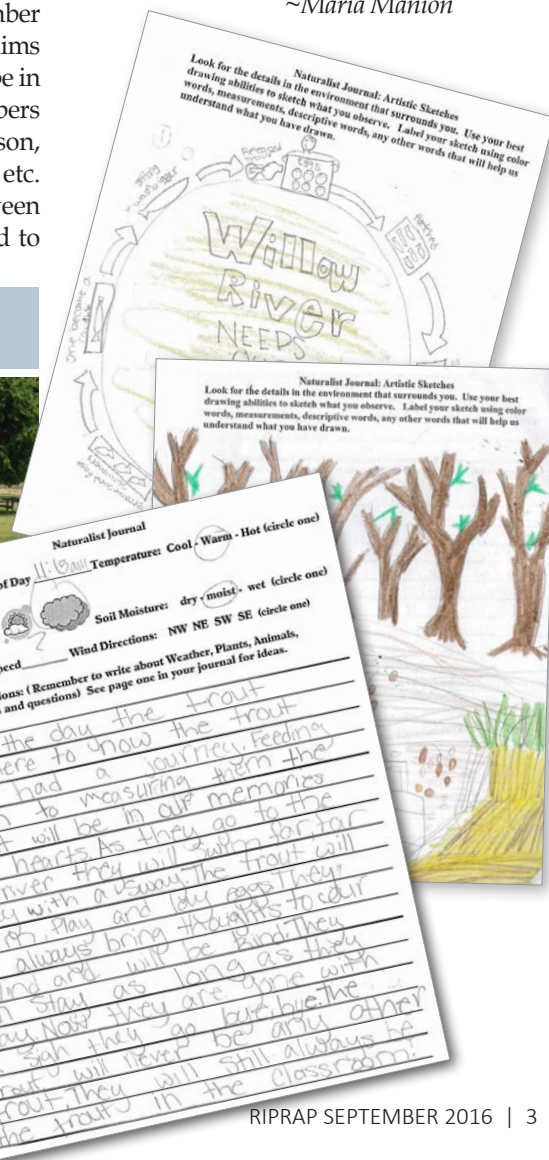 ~Maria Manion
mber
ims
be in
bers
son,
etc.
veen
d to
Naturalist Journal: Artistic Sketches
Look for the details in the environment that surrounds you. Use your best
drawing abilities to sketch what you observe. Label your sketch using color
words, measurements, descriptive words, any other words that will help us
understand what you have drawn.
eggs
Willow
River
NEEDS
Naturalist Journal: Artistic Sketches
Look for the details in the environment that surrounds you. Use your best
drawing abilities to sketch what you observe. Label your sketch using color
words, measurements, descriptive words, any other words that will help us
understand what you have drawn.
Naturalist Journal
of Day 11:15am Temperature: Cool - Warm - Hot (circle one)
Soil Moisture: dry - moist - wet (circle one)
peed Wind Directions: NW NE SW SE (circle one)
ions: ( Remember to write about Weather, Plants, Animals,
and questions) See page one in your journal for ideas.
the day the trout
here to now the trout
had a journey. Feeding
to measuring them the
t will be in our memories
hearts. As they go to the
river they will swim far, far
y with a sway. The trout will
play and lay eggs. They
always bring thoughts to our
ind and will be kind. They
n stay as long as they
ay. Now they are gone with
sigh they go bye, bye. the
trout will never be any other
trout. They will still always be
the trout in the classroom!
RIPRAP SEPTEMBER 2016 | 3